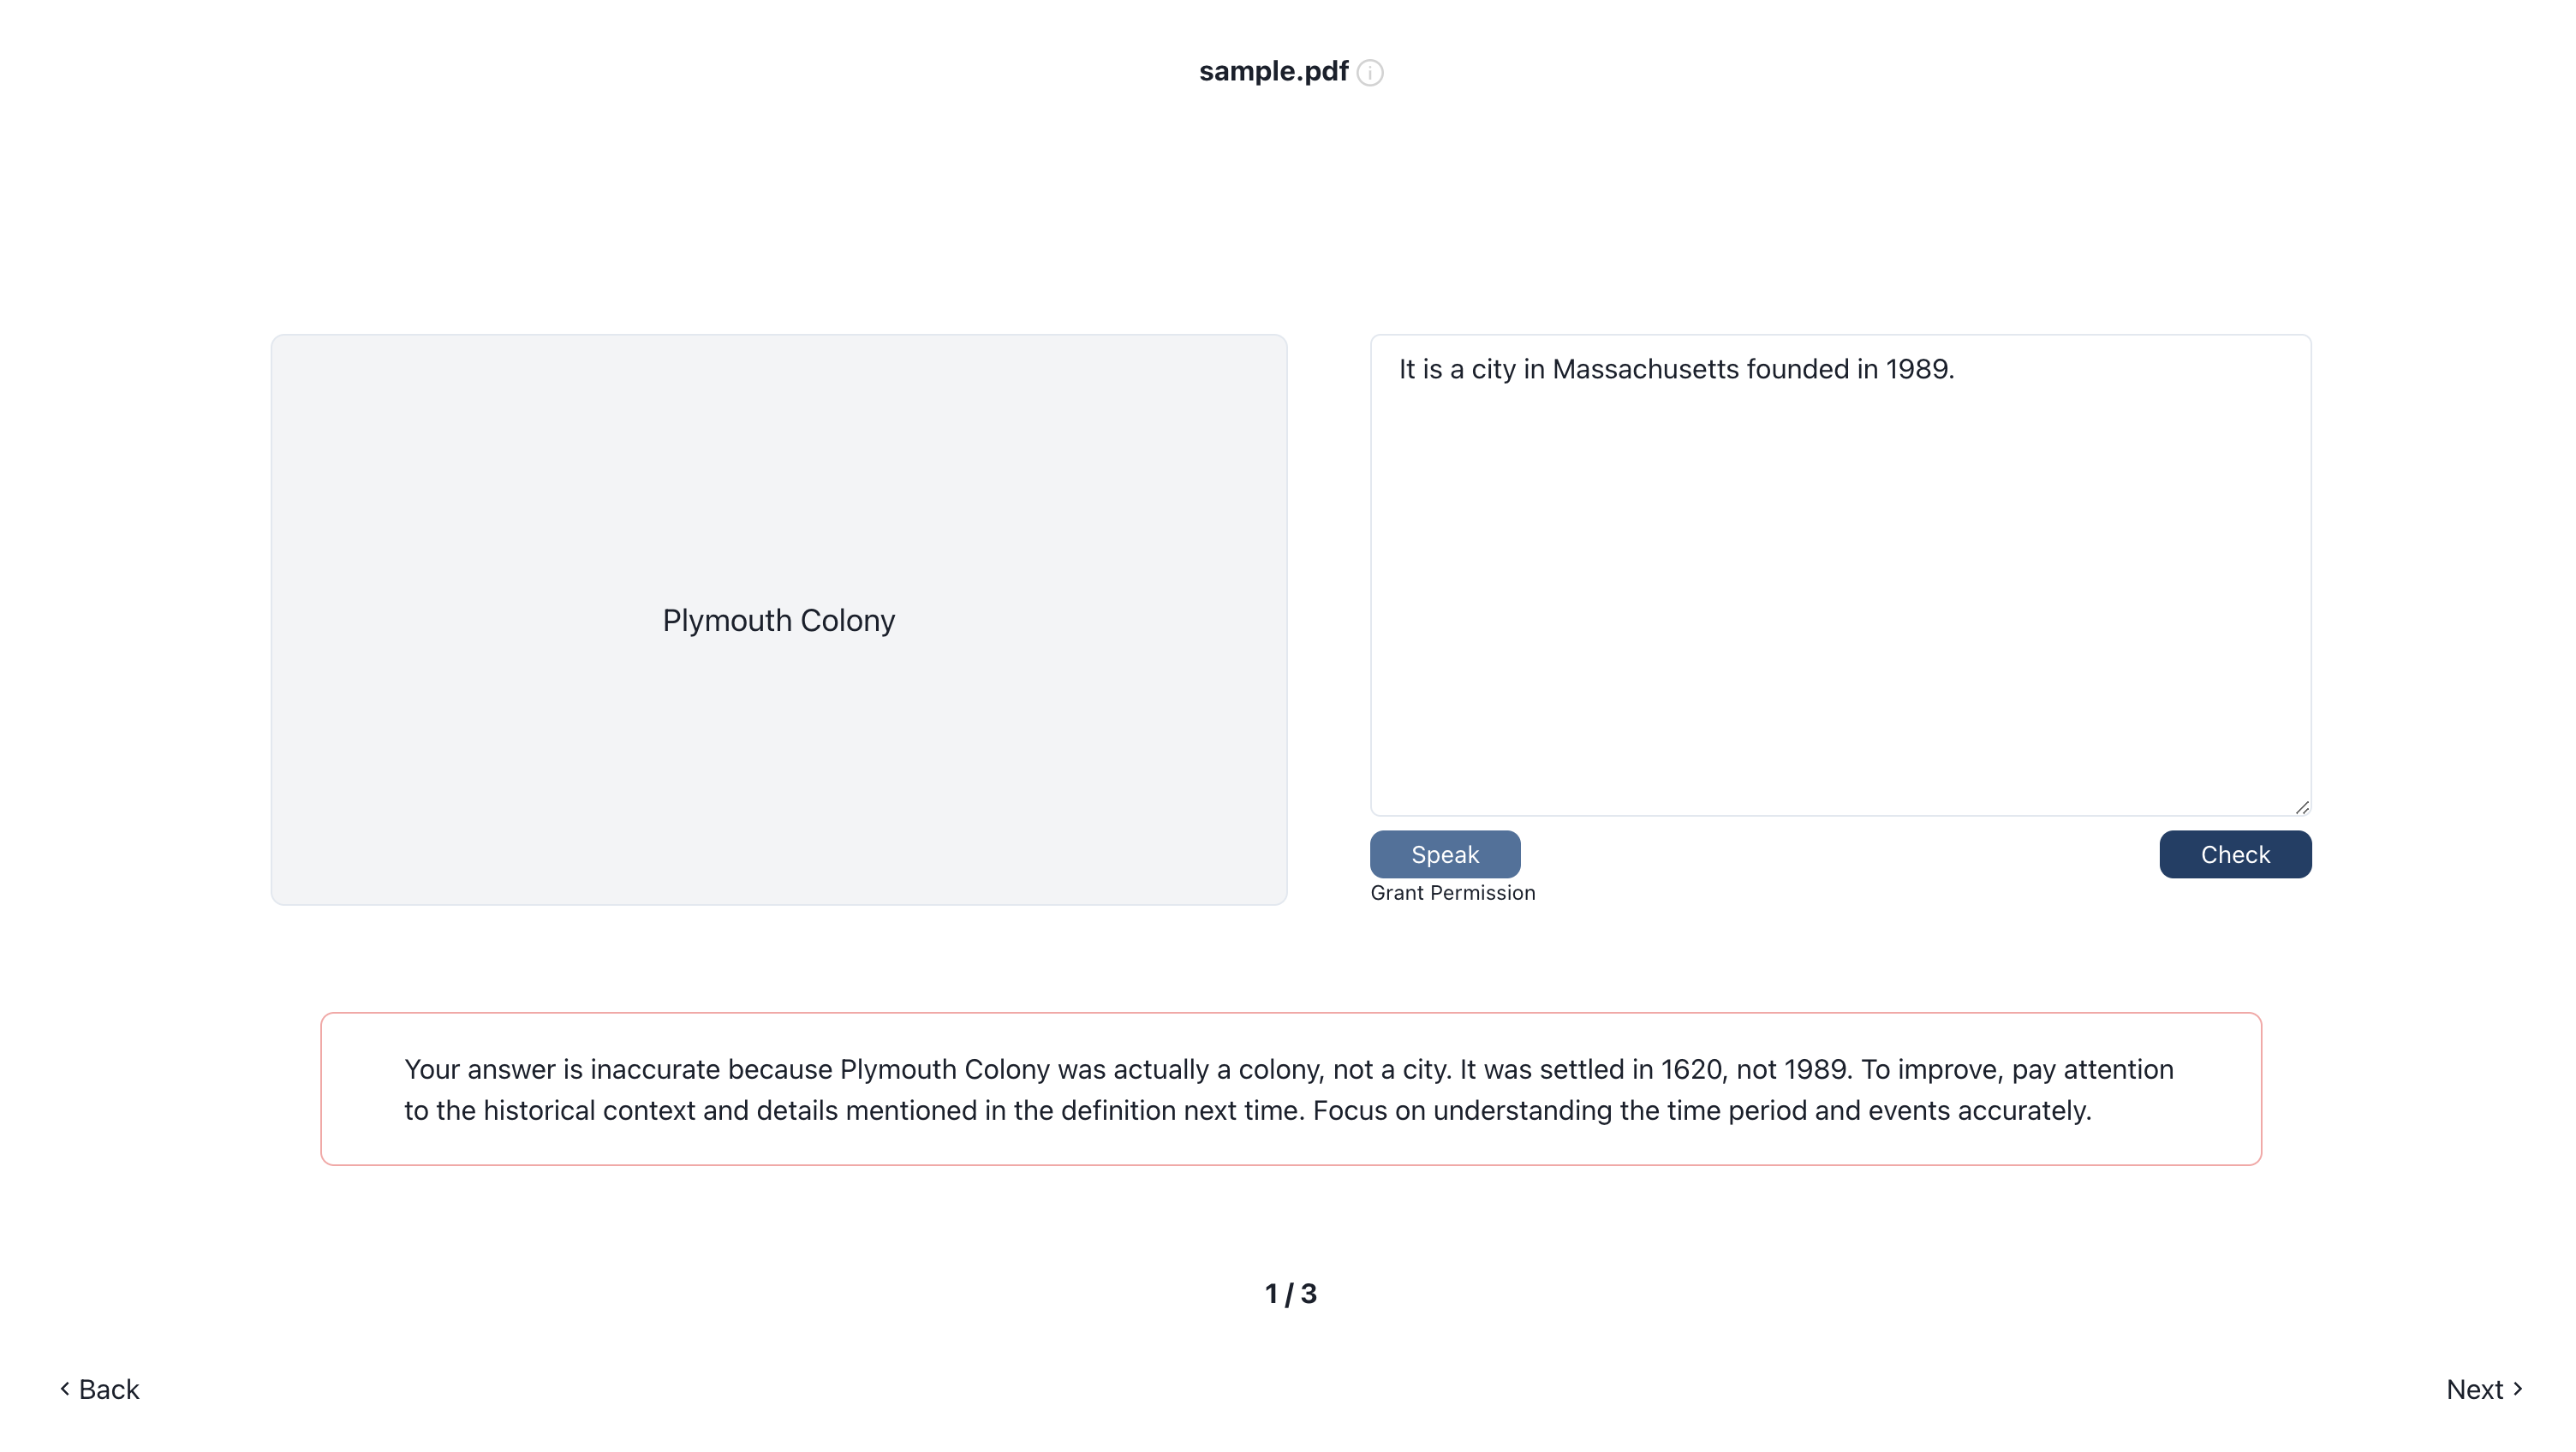 sample.pdf
Plymouth Colony
It is a city in Massachusetts founded in 1989.
Speak
Check
Grant Permission
Your answer is inaccurate because Plymouth Colony was actually a colony, not a city. It was settled in 1620, not 1989. To improve, pay attention
to the historical context and details mentioned in the definition next time. Focus on understanding the time period and events accurately.
1 / 3
Back
Next